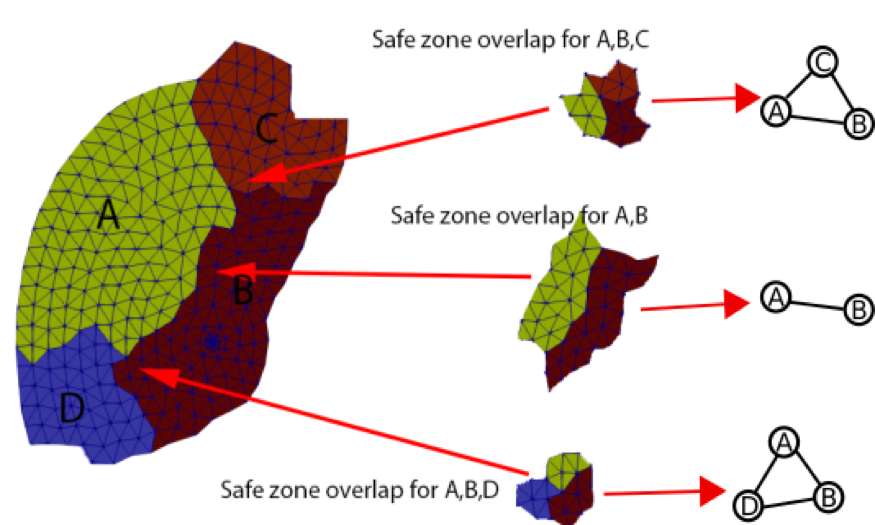 Safe zone overlap for A,B,C
C
A
B
C
A
Safe zone overlap for A,B
B
A
B
D
A
Safe zone overlap for A,B,D
D
B